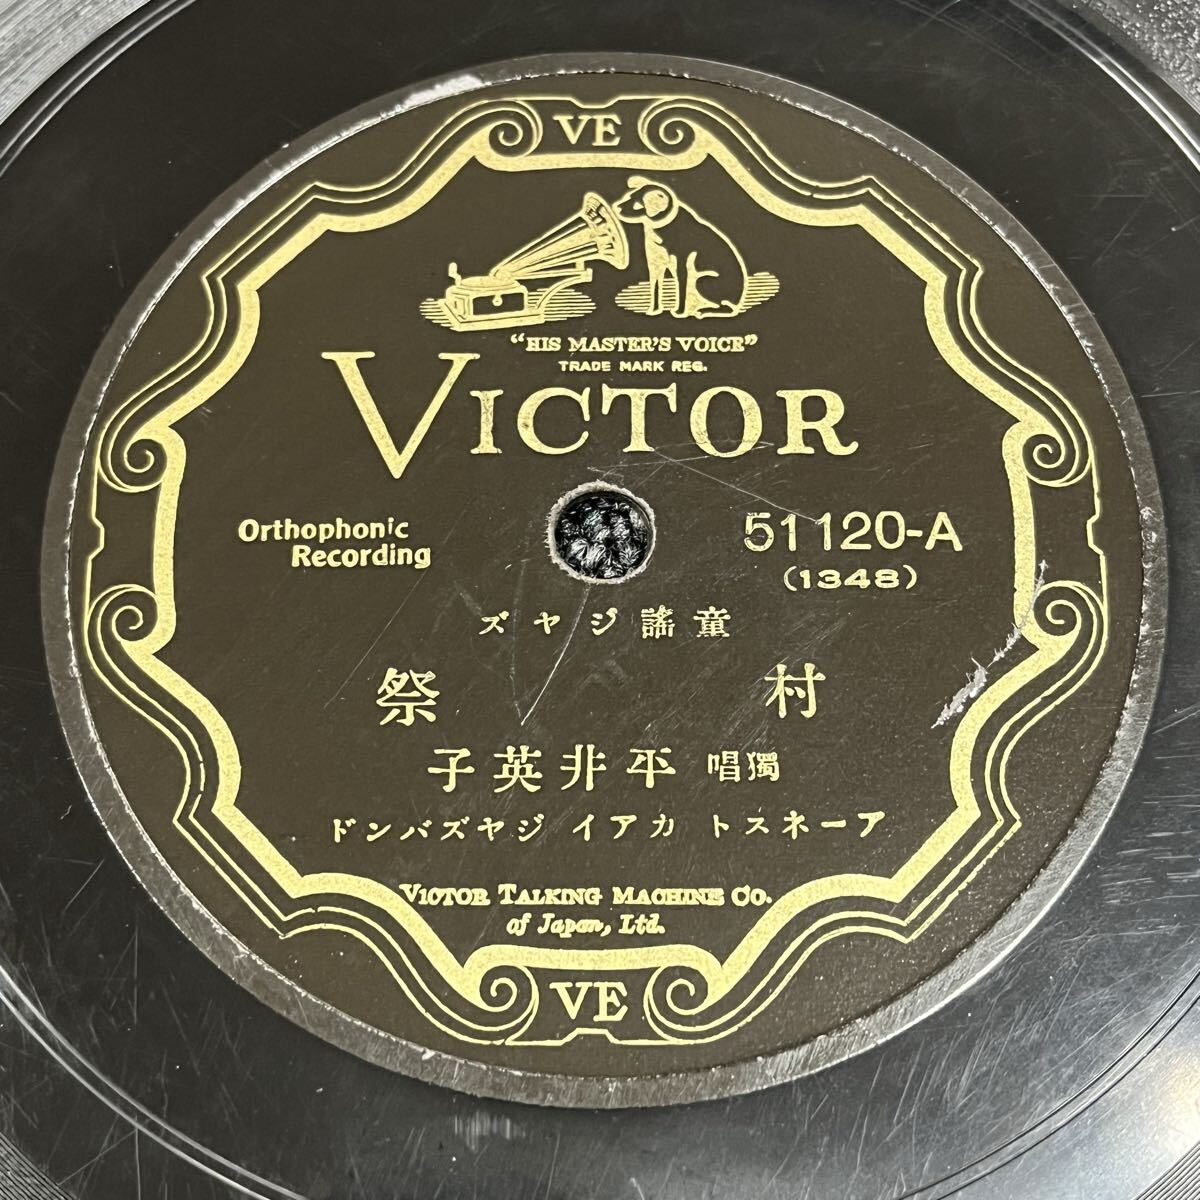 VE
"HIS MASTER'S VOICE"
TRADE MARK REG.
VICTOR
Orthophonic
Recording
51120-A
(1348)
童謠ジヤズ
村祭
獨唱 平井英子
アーネスト カアイ ジヤズバンド
VICTOR TALKING MACHINE CO.
of Japan, Ltd.
VE